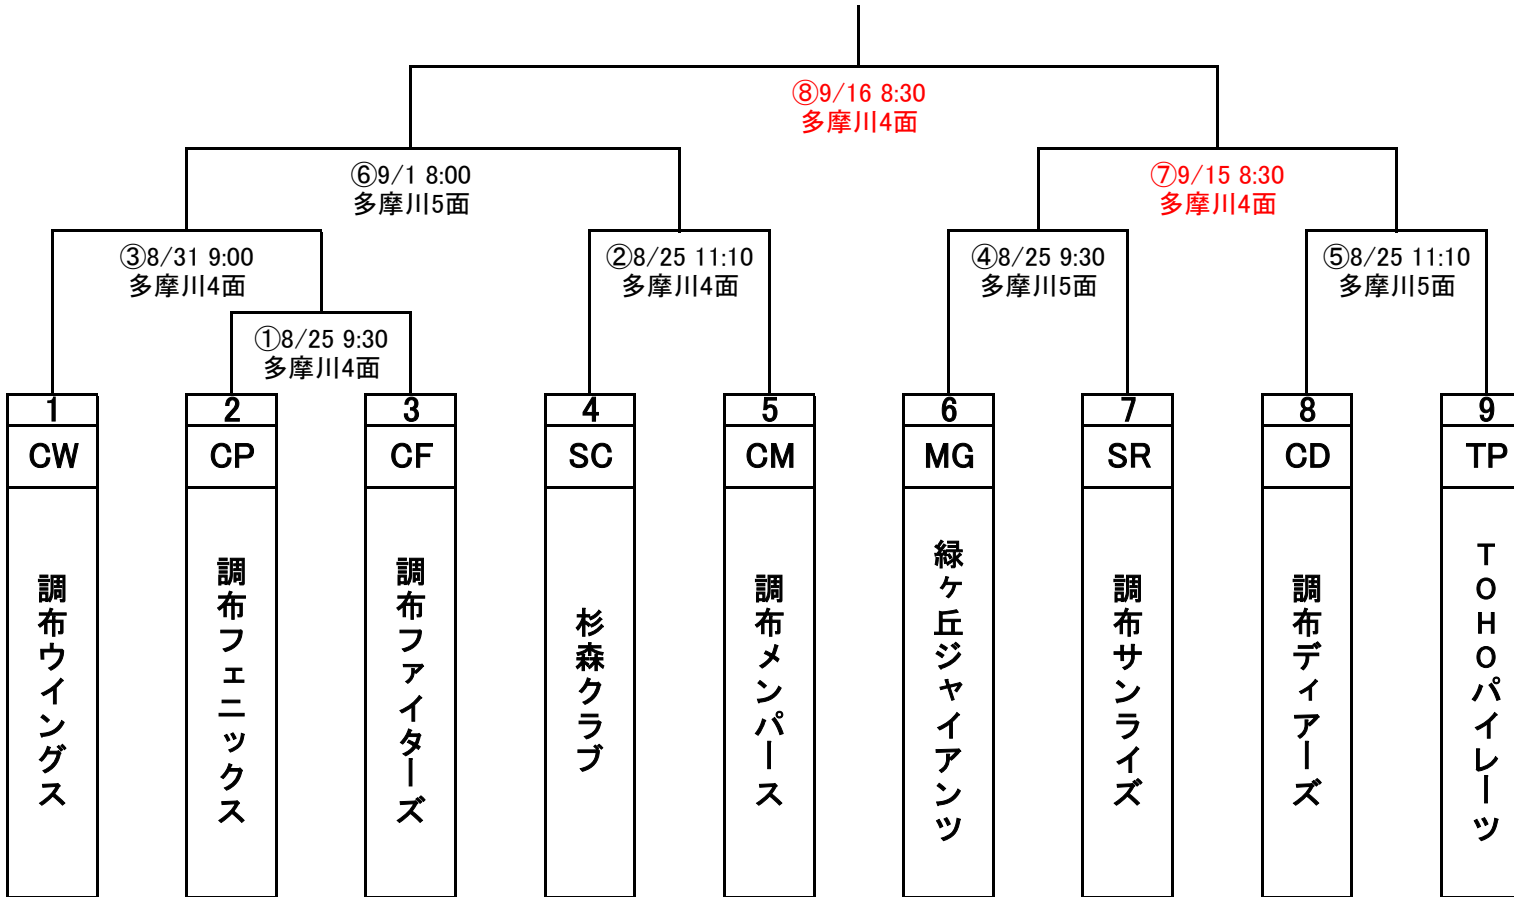 ⑧9/16 8:30
多摩川4面
⑥9/1 8:00
多摩川5面
⑦9/15 8:30
多摩川4面
③8/31 9:00
多摩川4面
②8/25 11:10
多摩川4面
④8/25 9:30
多摩川5面
⑤8/25 11:10
多摩川5面
①8/25 9:30
多摩川4面
1
2
3
4
5
6
7
8
9
CW
CP
CF
SC
CM
MG
SR
CD
TP
調布ウイングス
調布フェニックス
調布ファイターズ
杉森クラブ
調布メンパース
緑ヶ丘ジャイアンツ
調布サンライズ
調布ディアーズ
TOHOパイレーツ